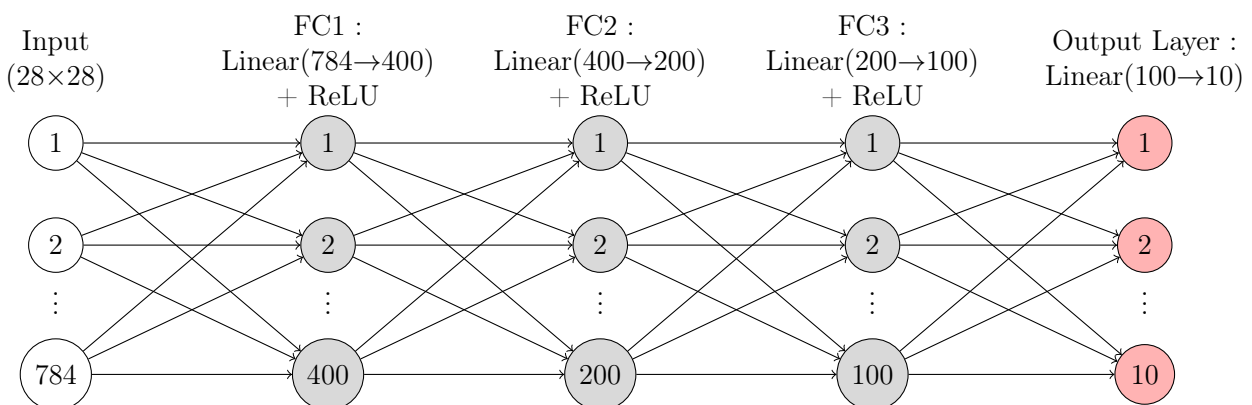 Input
(28×28)
FC1 :
Linear(784→400)
+ ReLU
FC2 :
Linear(400→200)
+ ReLU
FC3 :
Linear(200→100)
+ ReLU
Output Layer :
Linear(100→10)
1
1
1
1
1
2
2
2
2
2
⋮
⋮
⋮
⋮
⋮
784
400
200
100
10